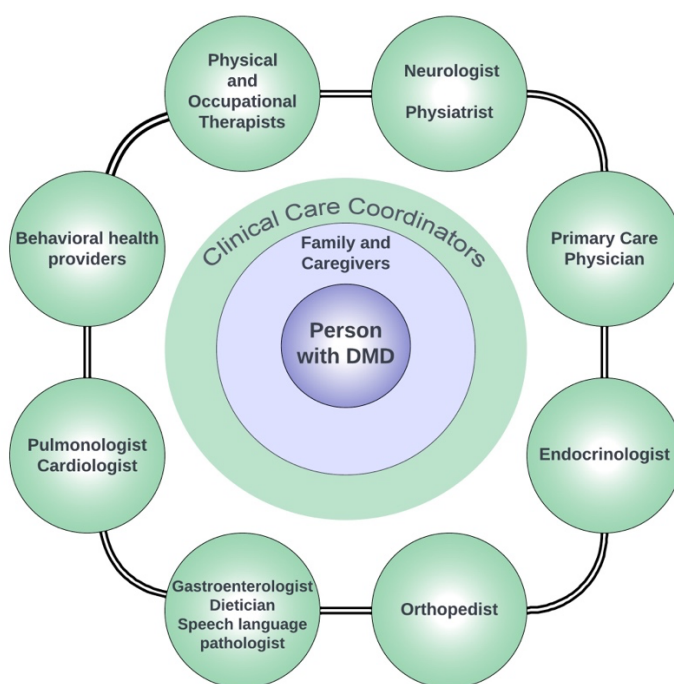 Physical
and
Occupational
Therapists
Neurologist
Physiatrist
Behavioral health
providers
Clinical Care Coordinators
Family and
Caregivers
Person
with DMD
Primary Care
Physician
Pulmonologist
Cardiologist
Endocrinologist
Gastroenterologist
Dietician
Speech language
pathologist
Orthopedist